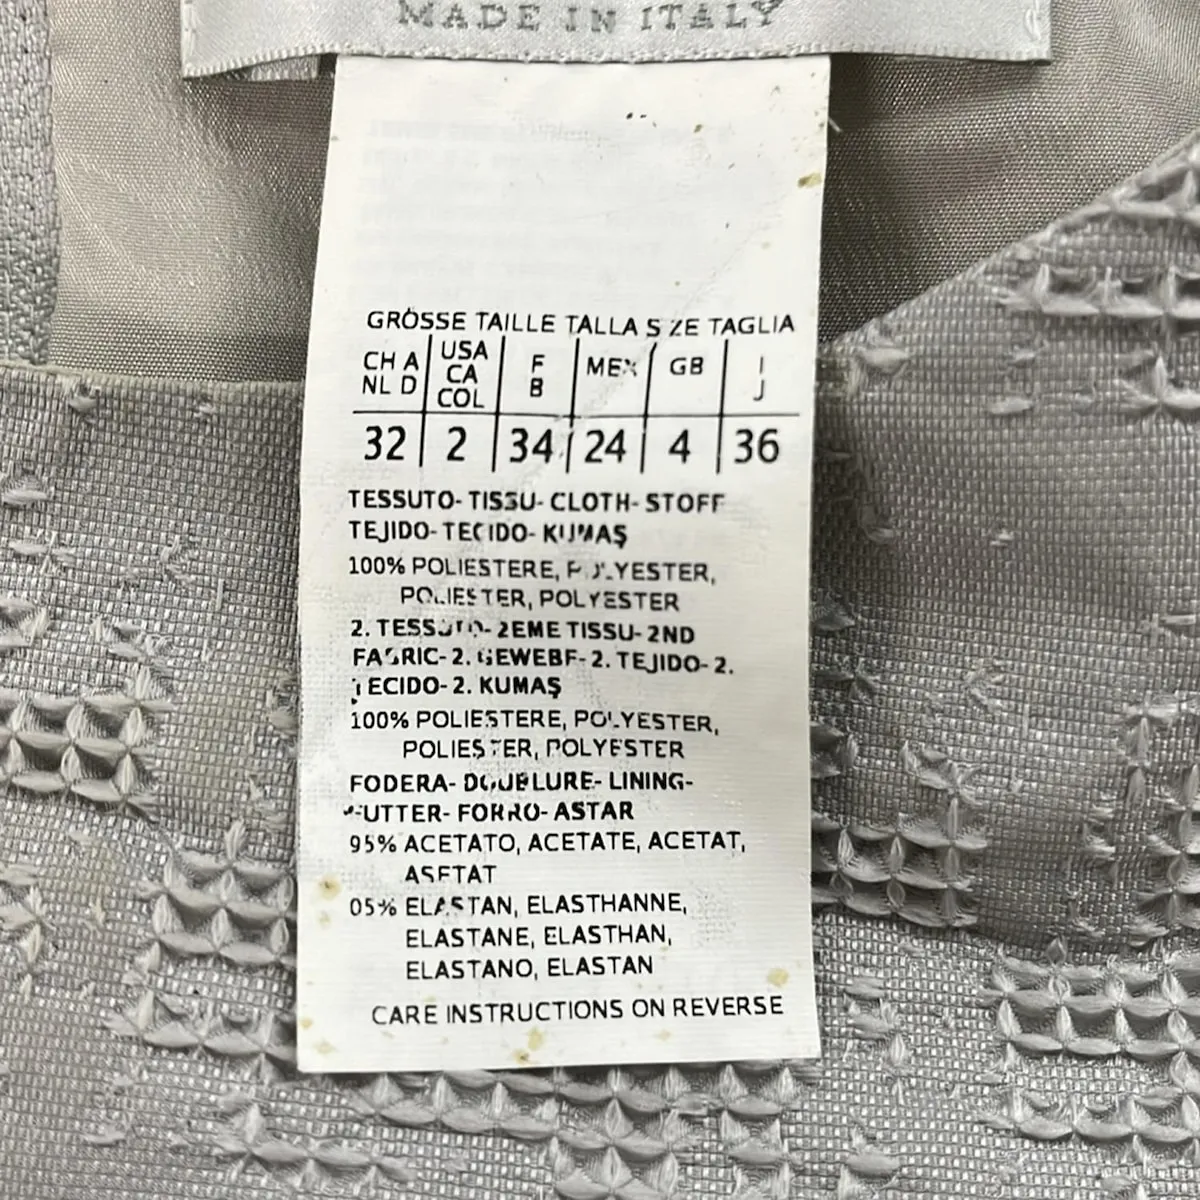 MADE IN ITALY
GRÖSSE TAILLE TALLA SIZE TAGLIA
CH A USA F MEX GB I
NL D CA B J
COL
32 2 34 24 4 36
TESSUTO- TISSU- CLOTH- STOFF
TEJIDO- TECIDO- KUMAŞ
100% POLIESTERE, POLYESTER,
POLIESTER, POLYESTER
2. TESSUTO- 2EME TISSU- 2ND
FABRIC- 2. GEWEBE- 2. TEJIDO- 2.
TECIDO- 2. KUMAŞ
100% POLIESTERE, POLYESTER,
POLIESTER, POLYESTER
FODERA- DOUBLURE- LINING-
FUTTER- FORRO- ASTAR
95% ACETATO, ACETATE, ACETAT,
ASETAT
05% ELASTAN, ELASTHANNE,
ELASTANE, ELASTHAN,
ELASTANO, ELASTAN
CARE INSTRUCTIONS ON REVERSE